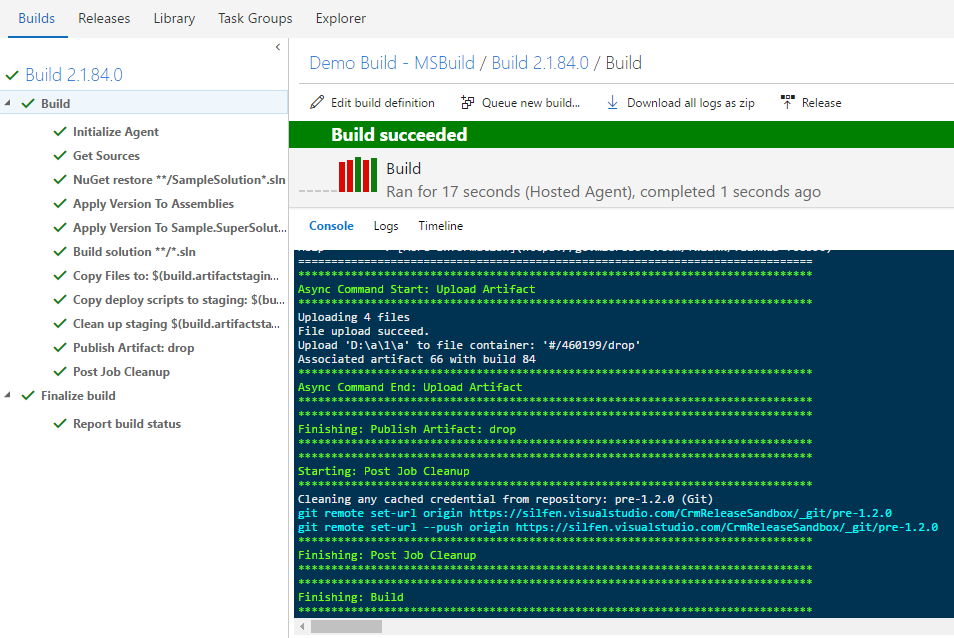 Builds Releases Library Task Groups Explorer
Build 2.1.84.0
Build
Initialize Agent
Get Sources
NuGet restore **/SampleSolution*.sln
Apply Version To Assemblies
Apply Version To Sample.SuperSolut...
Build solution **/*.sln
Copy Files to: $(build.artifactstagin...
Copy deploy scripts to staging: $(bu...
Clean up staging $(build.artifactsta...
Publish Artifact: drop
Post Job Cleanup
Finalize build
Report build status
Demo Build - MSBuild / Build 2.1.84.0 / Build
Edit build definition Queue new build... Download all logs as zip Release
Build succeeded
Build
Ran for 17 seconds (Hosted Agent), completed 1 seconds ago
Console Logs Timeline
==============================================================================
******************************************************************************
Async Command Start: Upload Artifact
******************************************************************************
Uploading 4 files
File upload succeed.
Upload 'D:\a\1\a' to file container: '#/460199/drop'
Associated artifact 66 with build 84
******************************************************************************
Async Command End: Upload Artifact
******************************************************************************
******************************************************************************
Finishing: Publish Artifact: drop
******************************************************************************
******************************************************************************
Starting: Post Job Cleanup
******************************************************************************
Cleaning any cached credential from repository: pre-1.2.0 (Git)
git remote set-url origin https://silfen.visualstudio.com/CrmReleaseSandbox/_git/pre-1.2.0
git remote set-url --push origin https://silfen.visualstudio.com/CrmReleaseSandbox/_git/pre-1.2.0
******************************************************************************
Finishing: Post Job Cleanup
******************************************************************************
******************************************************************************
Finishing: Build
******************************************************************************